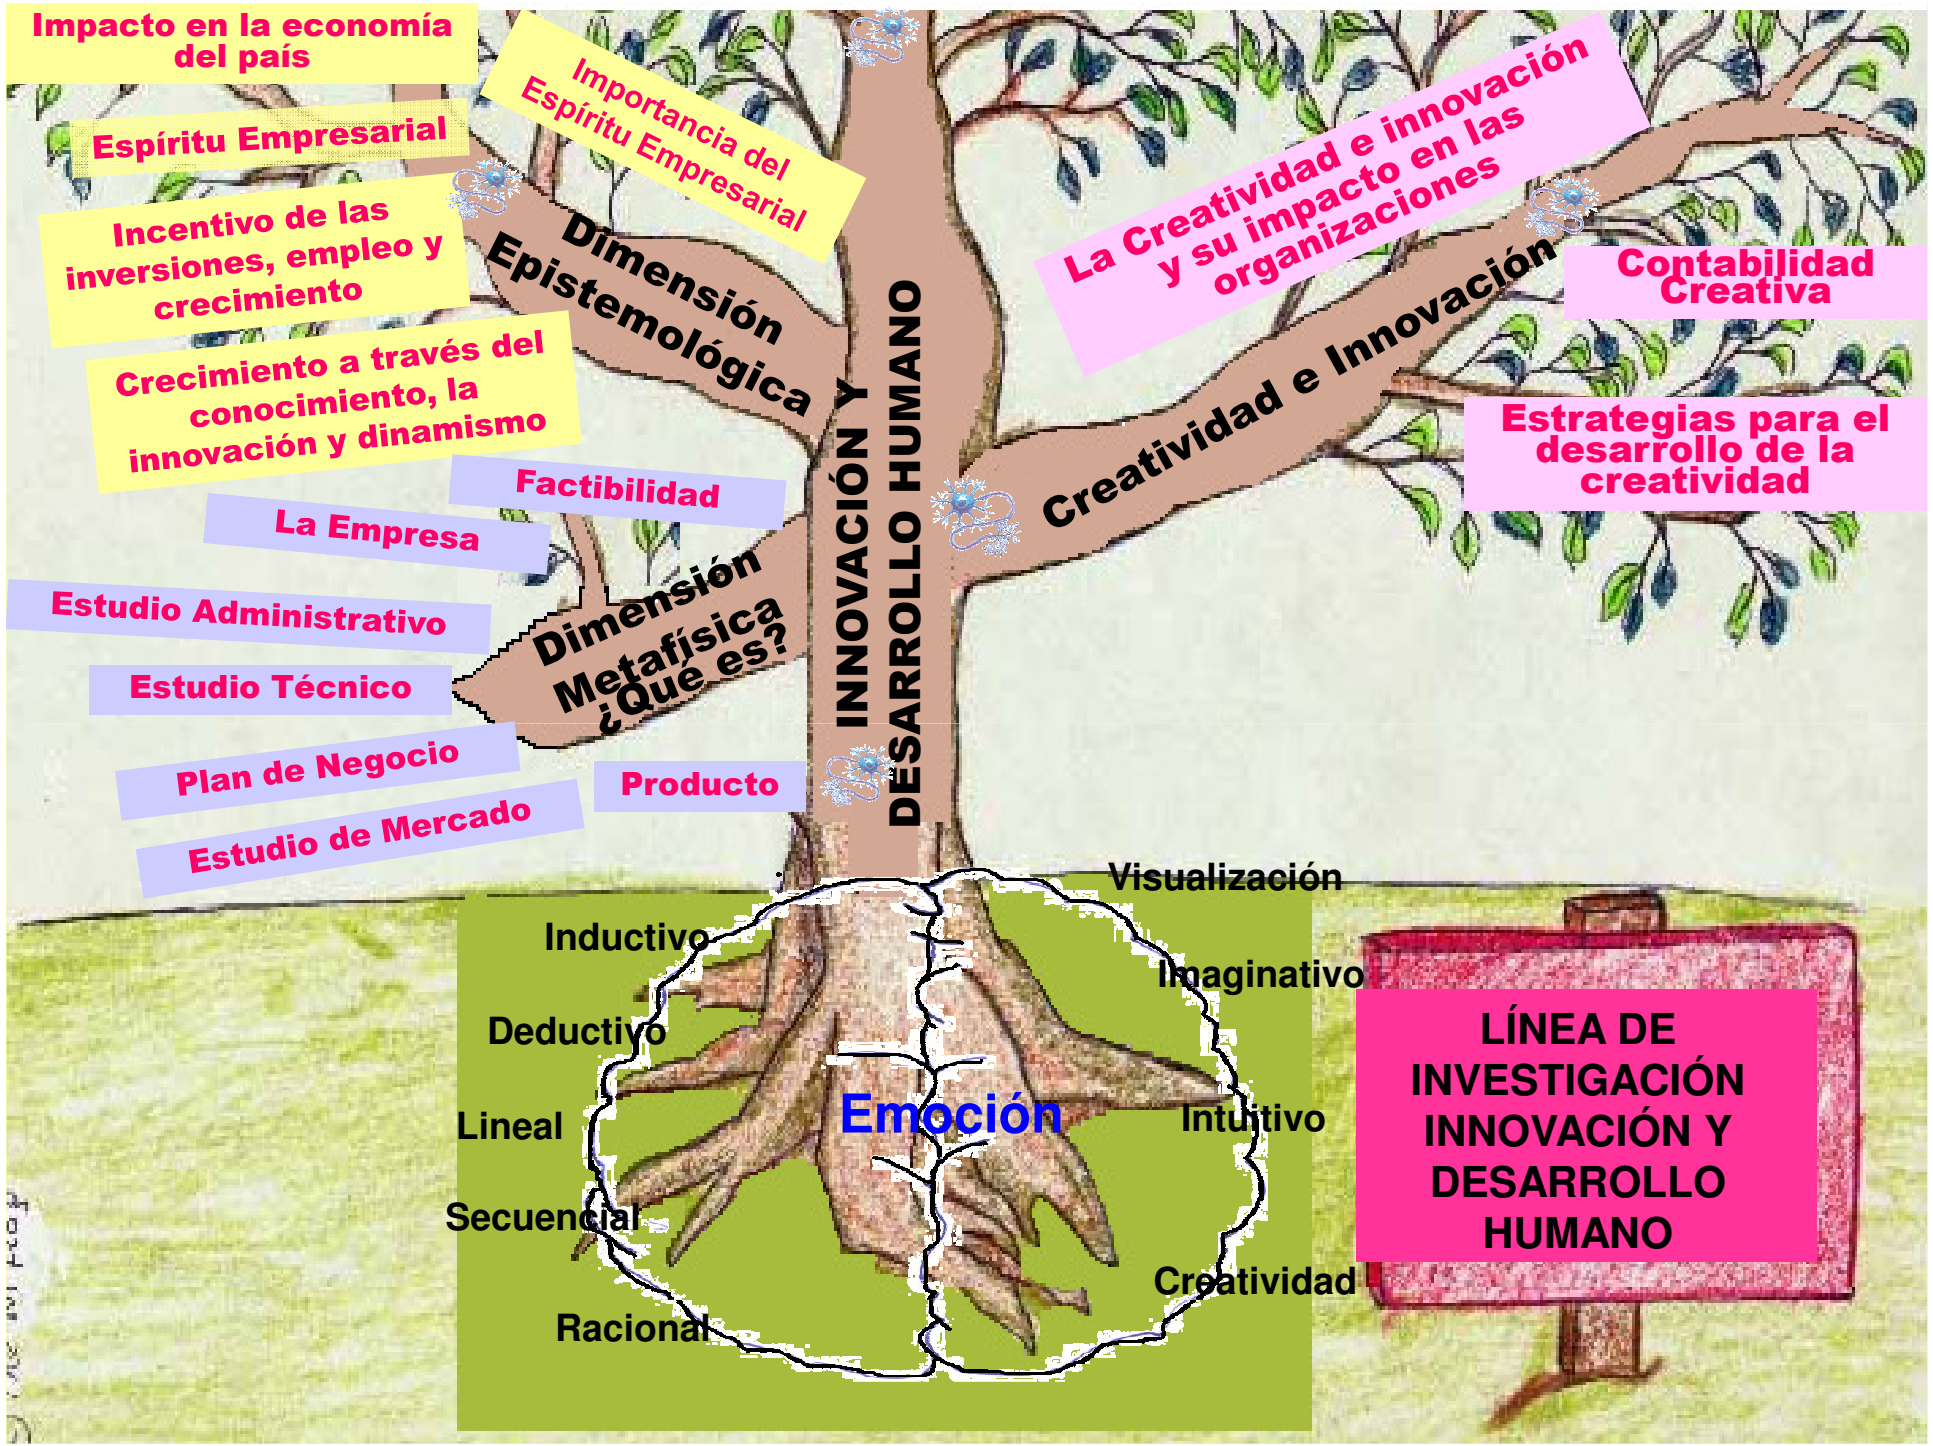 Impacto en la economía
del país
Espíritu Empresarial
Importancia del
Espíritu Empresarial
Incentivo de las
inversiones, empleo y
crecimiento
Crecimiento a través del
conocimiento, la
innovación y dinamismo
Dimensión
Epistemológica
La Creatividad e innovación
y su impacto en las
organizaciones
Creatividad e Innovación
Contabilidad
Creativa
Estrategias para el
desarrollo de la
creatividad
INNOVACIÓN Y
DESARROLLO HUMANO
Factibilidad
La Empresa
Estudio Administrativo
Estudio Técnico
Plan de Negocio
Estudio de Mercado
Producto
Dimensión
Metafísica
¿Qué es?
Inductivo
Deductivo
Lineal
Secuencial
Racional
Emoción
Visualización
Imaginativo
Intuitivo
Creatividad
LÍNEA DE
INVESTIGACIÓN
INNOVACIÓN Y
DESARROLLO
HUMANO